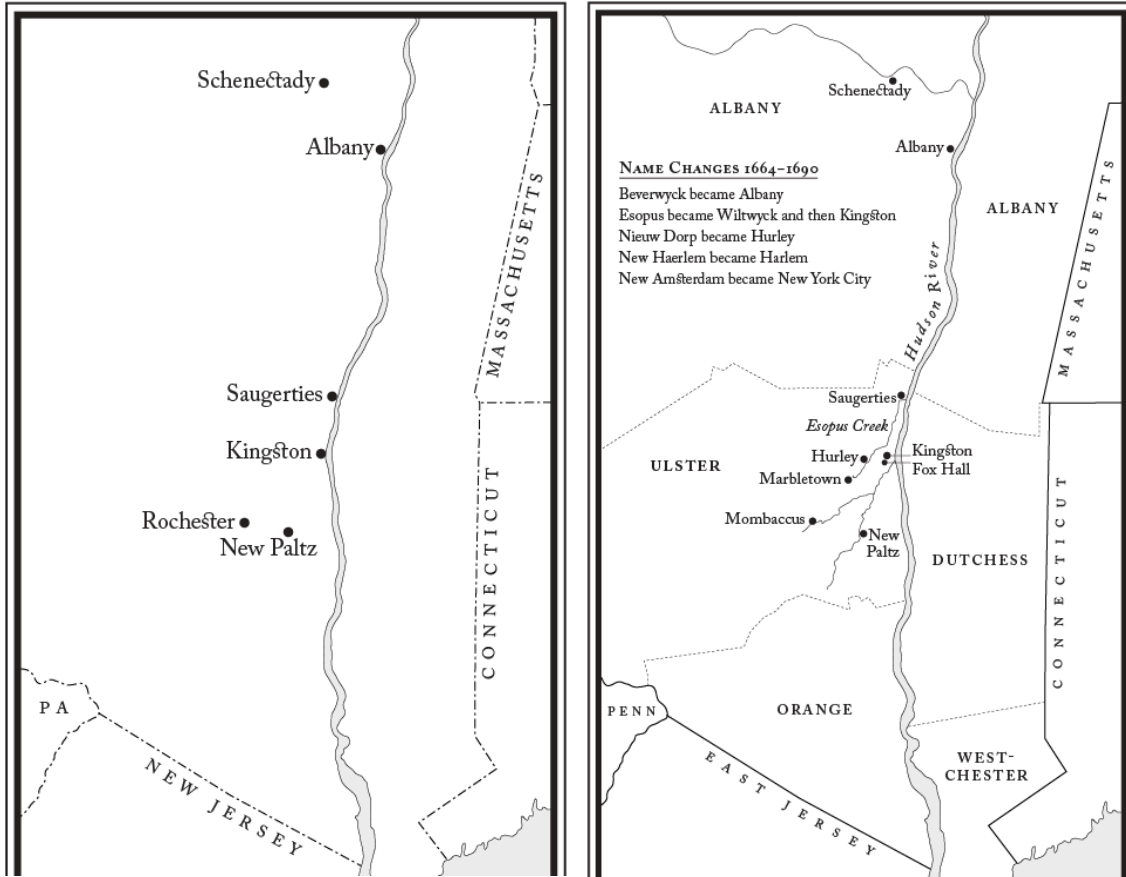 Schenectady
Albany
MASSACHUSETTS
Saugerties
Kingston
Rochester
New Paltz
CONNECTICUT
PA
NEW JERSEY
Schenectady
ALBANY
Albany
NAME CHANGES 1664–1690
Beverwyck became Albany
Esopus became Wiltwyck and then Kingston
Nieuw Dorp became Hurley
New Haerlem became Harlem
New Amsterdam became New York City
ALBANY
MASSACHUSETTS
Hudson River
Saugerties
Esopus Creek
Hurley
Kingston
Fox Hall
ULSTER
Marbletown
Mombaccus
New
Paltz
DUTCHESS
CONNECTICUT
PENN
ORANGE
WEST-
CHESTER
EAST JERSEY